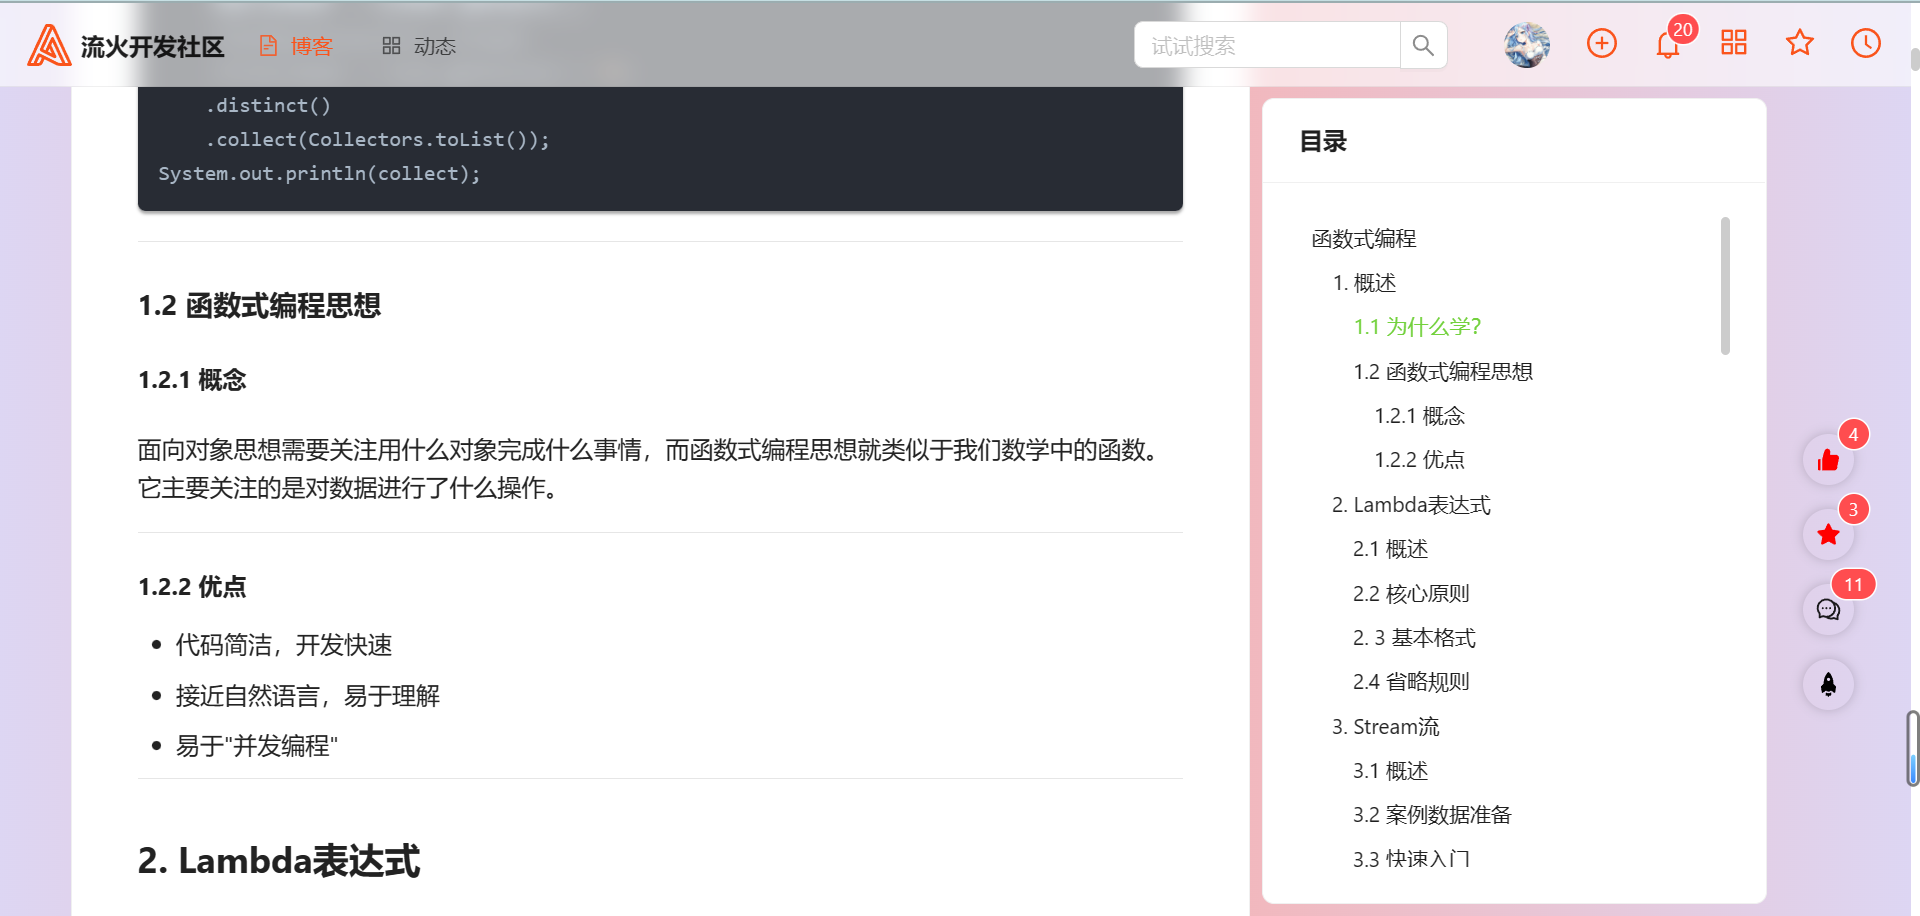 流火开发社区
博客
动态
试试搜索
20
.distinct()
.collect(Collectors.toList());
System.out.println(collect);
1.2 函数式编程思想
1.2.1 概念
面向对象思想需要关注用什么对象完成什么事情，而函数式编程思想就类似于我们数学中的函数。
它主要关注的是对数据进行了什么操作。
1.2.2 优点
代码简洁，开发快速
接近自然语言，易于理解
易于"并发编程"
2. Lambda表达式
目录
函数式编程
1. 概述
1.1 为什么学?
1.2 函数式编程思想
1.2.1 概念
1.2.2 优点
2. Lambda表达式
2.1 概述
2.2 核心原则
2. 3 基本格式
2.4 省略规则
3. Stream流
3.1 概述
3.2 案例数据准备
3.3 快速入门
4
3
11